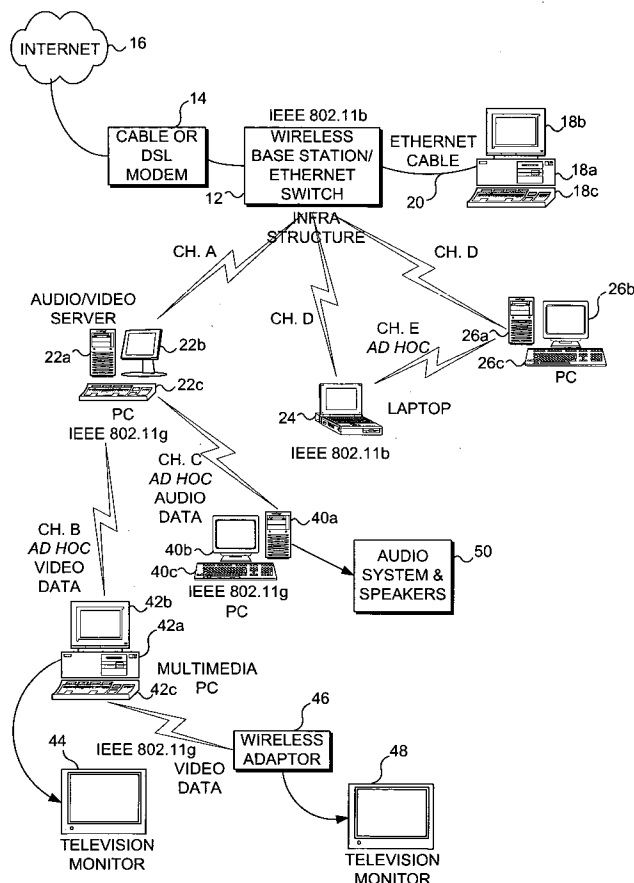 INTERNET
16
14
CABLE OR
DSL
MODEM
IEEE 802.11b
WIRELESS
BASE STATION/
ETHERNET
SWITCH
12
ETHERNET
CABLE
20
18b
18a
18c
INFRA
STRUCTURE
CH. A
CH. D
CH. D
AUDIO/VIDEO
SERVER
22a
22b
22c
PC
IEEE 802.11g
CH. E
AD HOC
26b
26a
26c
PC
24
LAPTOP
IEEE 802.11b
CH. C
AD HOC
AUDIO
DATA
40a
40b
40c
IEEE 802.11g
PC
50
AUDIO
SYSTEM &
SPEAKERS
CH. B
AD HOC
VIDEO
DATA
42b
42a
42c
MULTIMEDIA
PC
IEEE 802.11g
VIDEO
DATA
46
WIRELESS
ADAPTOR
44
TELEVISION
MONITOR
48
TELEVISION
MONITOR